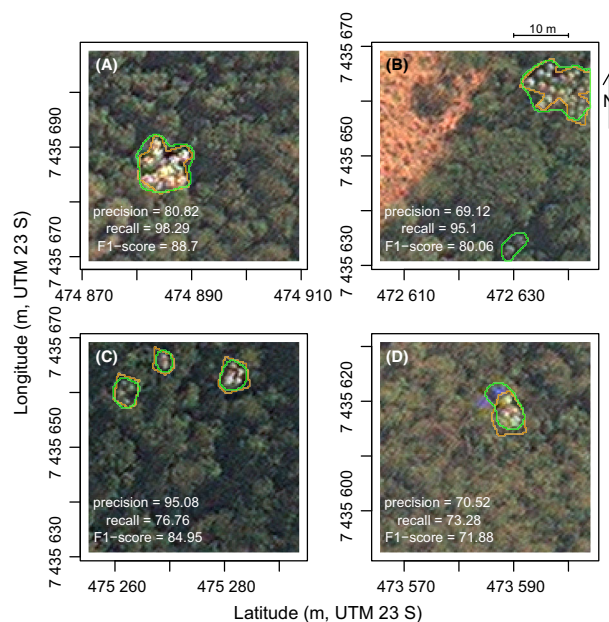 10 m
(A)
precision = 80.82
recall = 98.29
F1−score = 88.7
7 435 690
7 435 670
474 870
474 890
474 910
(B)
N
precision = 69.12
recall = 95.1
F1−score = 80.06
7 435 670
7 435 650
7 435 630
472 610
472 630
(C)
precision = 95.08
recall = 76.76
F1−score = 84.95
7 435 670
7 435 650
7 435 630
475 260
475 280
(D)
precision = 70.52
recall = 73.28
F1−score = 71.88
7 435 620
7 435 600
473 570
473 590
Longitude (m, UTM 23 S)
Latitude (m, UTM 23 S)